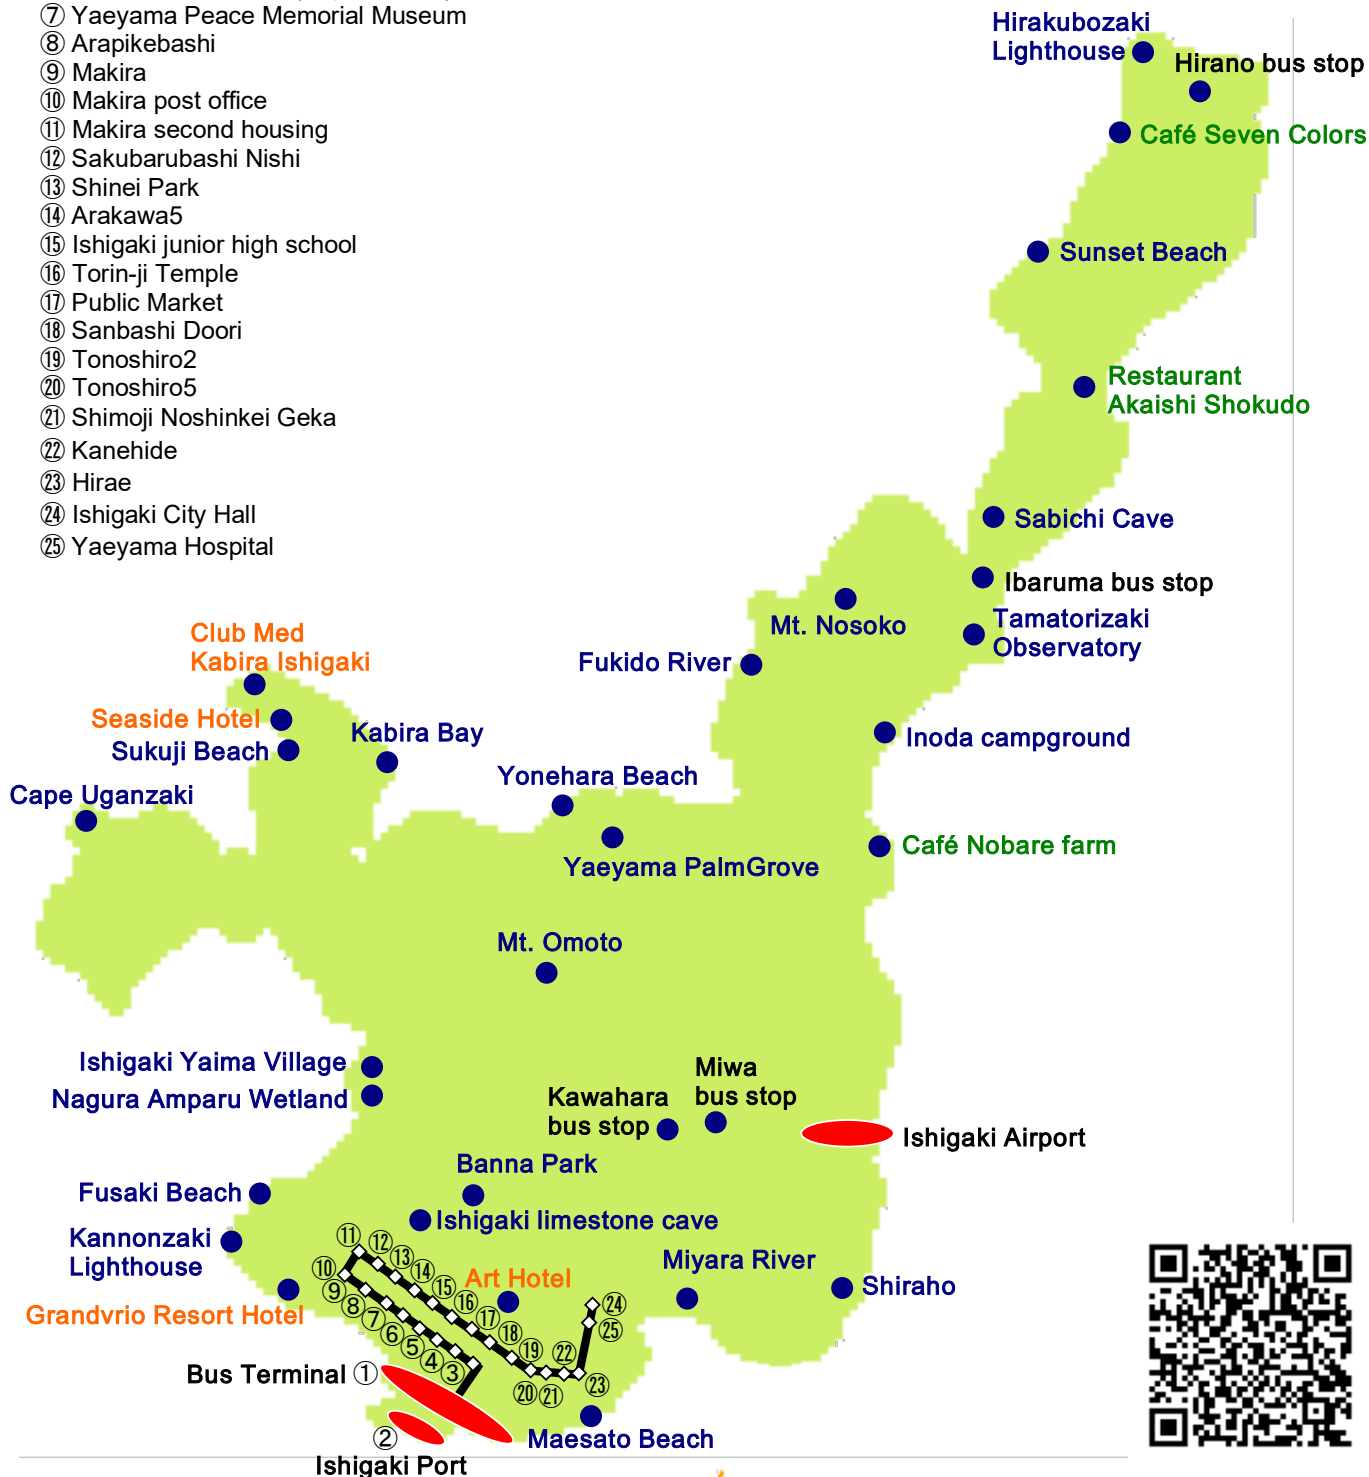 ⑦ Yaeyama Peace Memorial Museum
⑧ Arapikebashi
⑨ Makira
⑩ Makira post office
⑪ Makira second housing
⑫ Sakubarubashi Nishi
⑬ Shinei Park
⑭ Arakawa5
⑮ Ishigaki junior high school
⑯ Torin-ji Temple
⑰ Public Market
⑱ Sanbashi Doori
⑲ Tonoshiro2
⑳ Tonoshiro5
㉑ Shimoji Noshinkei Geka
㉒ Kanehide
㉓ Hirae
㉔ Ishigaki City Hall
㉕ Yaeyama Hospital
Hirakubozaki
Lighthouse
Hirano bus stop
Café Seven Colors
Sunset Beach
Restaurant
Akaishi Shokudo
Sabichi Cave
Ibaruma bus stop
Tamatorizaki
Observatory
Mt. Nosoko
Fukido River
Inoda campground
Club Med
Kabira Ishigaki
Seaside Hotel
Sukuji Beach
Kabira Bay
Cape Uganzaki
Yonehara Beach
Yaeyama PalmGrove
Café Nobare farm
Mt. Omoto
Ishigaki Yaima Village
Nagura Amparu Wetland
Miwa
bus stop
Kawahara
bus stop
Ishigaki Airport
Banna Park
Fusaki Beach
Ishigaki limestone cave
Kannonzaki
Lighthouse
Miyara River
Shiraho
Art Hotel
Grandvrio Resort Hotel
⑪
⑫
⑬
⑭
⑮
⑯
⑰
⑱
⑲
⑳
㉑
㉒
㉓
㉔
㉕
⑩
⑨
⑧
⑦
⑥
⑤
④
③
Bus Terminal ①
②
Ishigaki Port
Maesato Beach